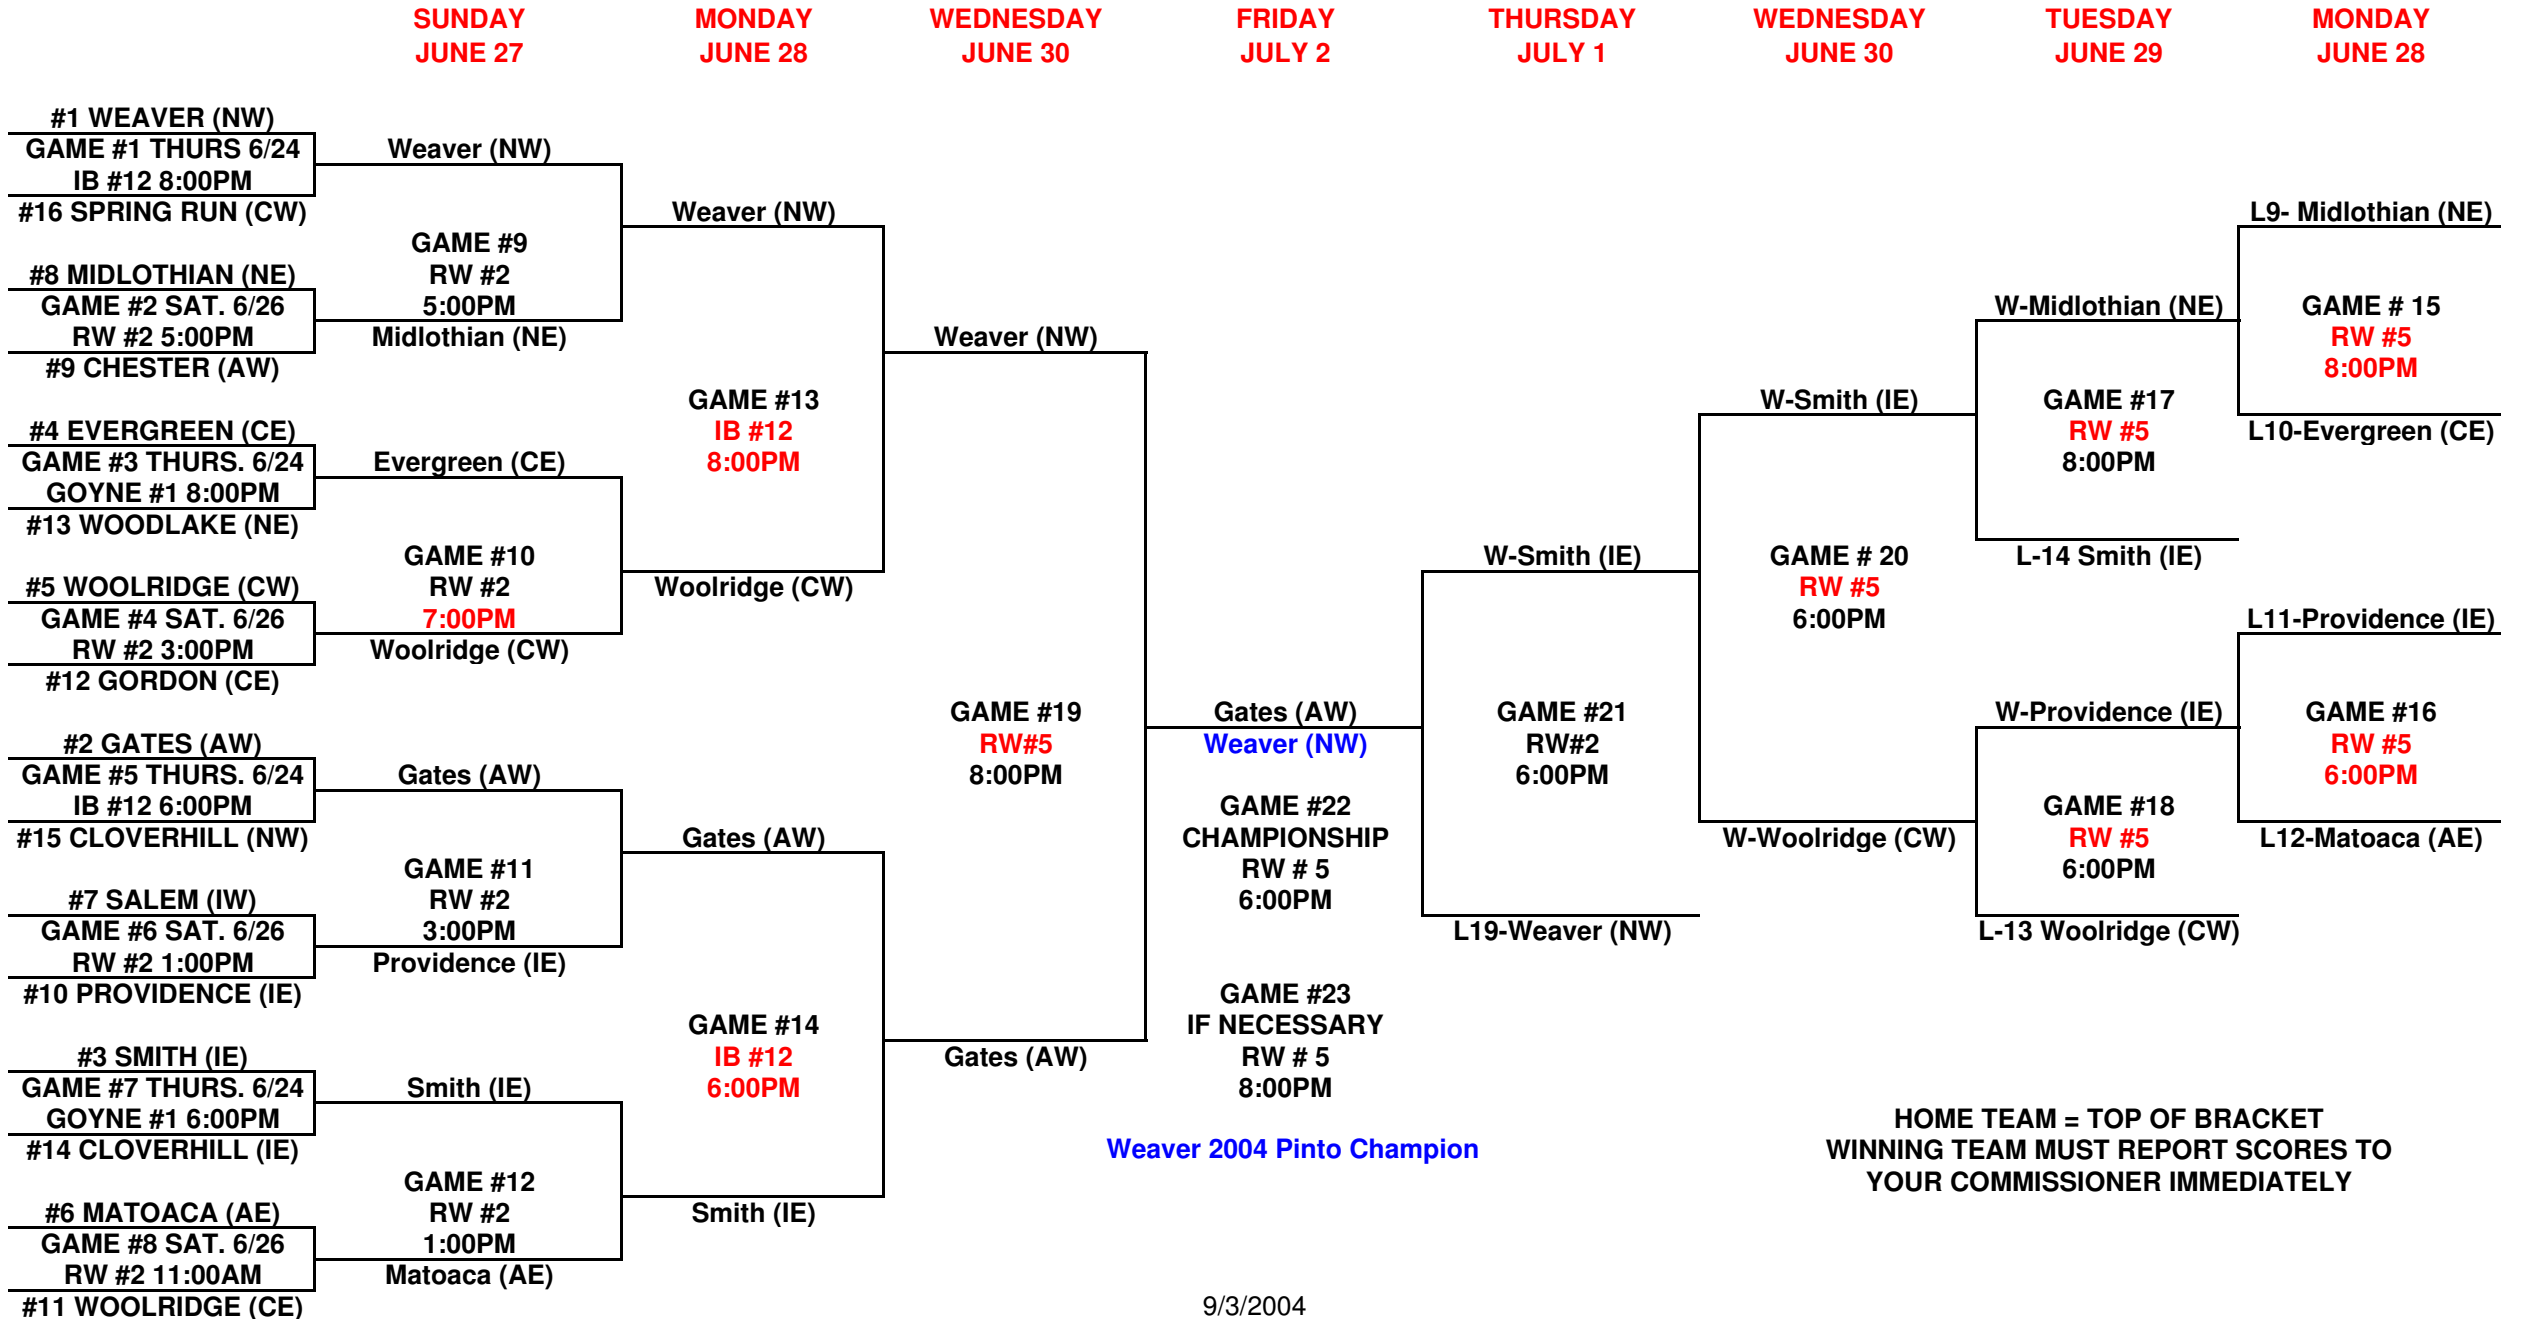 SUNDAY
JUNE 27
MONDAY
JUNE 28
WEDNESDAY
JUNE 30
FRIDAY
JULY 2
THURSDAY
JULY 1
WEDNESDAY
JUNE 30
TUESDAY
JUNE 29
MONDAY
JUNE 28
#1 WEAVER (NW)
GAME #1 THURS 6/24
IB #12 8:00PM
#16 SPRING RUN (CW)
#8 MIDLOTHIAN (NE)
GAME #2 SAT. 6/26
RW #2 5:00PM
#9 CHESTER (AW)
#4 EVERGREEN (CE)
GAME #3 THURS. 6/24
GOYNE #1 8:00PM
#13 WOODLAKE (NE)
#5 WOOLRIDGE (CW)
GAME #4 SAT. 6/26
RW #2 3:00PM
#12 GORDON (CE)
#2 GATES (AW)
GAME #5 THURS. 6/24
IB #12 6:00PM
#15 CLOVERHILL (NW)
#7 SALEM (IW)
GAME #6 SAT. 6/26
RW #2 1:00PM
#10 PROVIDENCE (IE)
#3 SMITH (IE)
GAME #7 THURS. 6/24
GOYNE #1 6:00PM
#14 CLOVERHILL (IE)
#6 MATOACA (AE)
GAME #8 SAT. 6/26
RW #2 11:00AM
#11 WOOLRIDGE (CE)
Weaver (NW)
GAME #9
RW #2
5:00PM
Midlothian (NE)
Evergreen (CE)
GAME #10
RW #2
7:00PM
Woolridge (CW)
Gates (AW)
GAME #11
RW #2
3:00PM
Providence (IE)
Smith (IE)
GAME #12
RW #2
1:00PM
Matoaca (AE)
Weaver (NW)
GAME #13
IB #12
8:00PM
Woolridge (CW)
Gates (AW)
GAME #14
IB #12
6:00PM
Smith (IE)
Weaver (NW)
GAME #19
RW#5
8:00PM
Gates (AW)
Gates (AW)
Weaver (NW)
GAME #22
CHAMPIONSHIP
RW # 5
6:00PM
GAME #23
IF NECESSARY
RW # 5
8:00PM
Weaver 2004 Pinto Champion
W-Smith (IE)
GAME #21
RW#2
6:00PM
L19-Weaver (NW)
W-Smith (IE)
GAME # 20
RW #5
6:00PM
W-Woolridge (CW)
W-Midlothian (NE)
GAME #17
RW #5
8:00PM
L-14 Smith (IE)
W-Providence (IE)
GAME #18
RW #5
6:00PM
L-13 Woolridge (CW)
L9- Midlothian (NE)
GAME # 15
RW #5
8:00PM
L10-Evergreen (CE)
L11-Providence (IE)
GAME #16
RW #5
6:00PM
L12-Matoaca (AE)
HOME TEAM = TOP OF BRACKET
WINNING TEAM MUST REPORT SCORES TO
YOUR COMMISSIONER IMMEDIATELY
9/3/2004